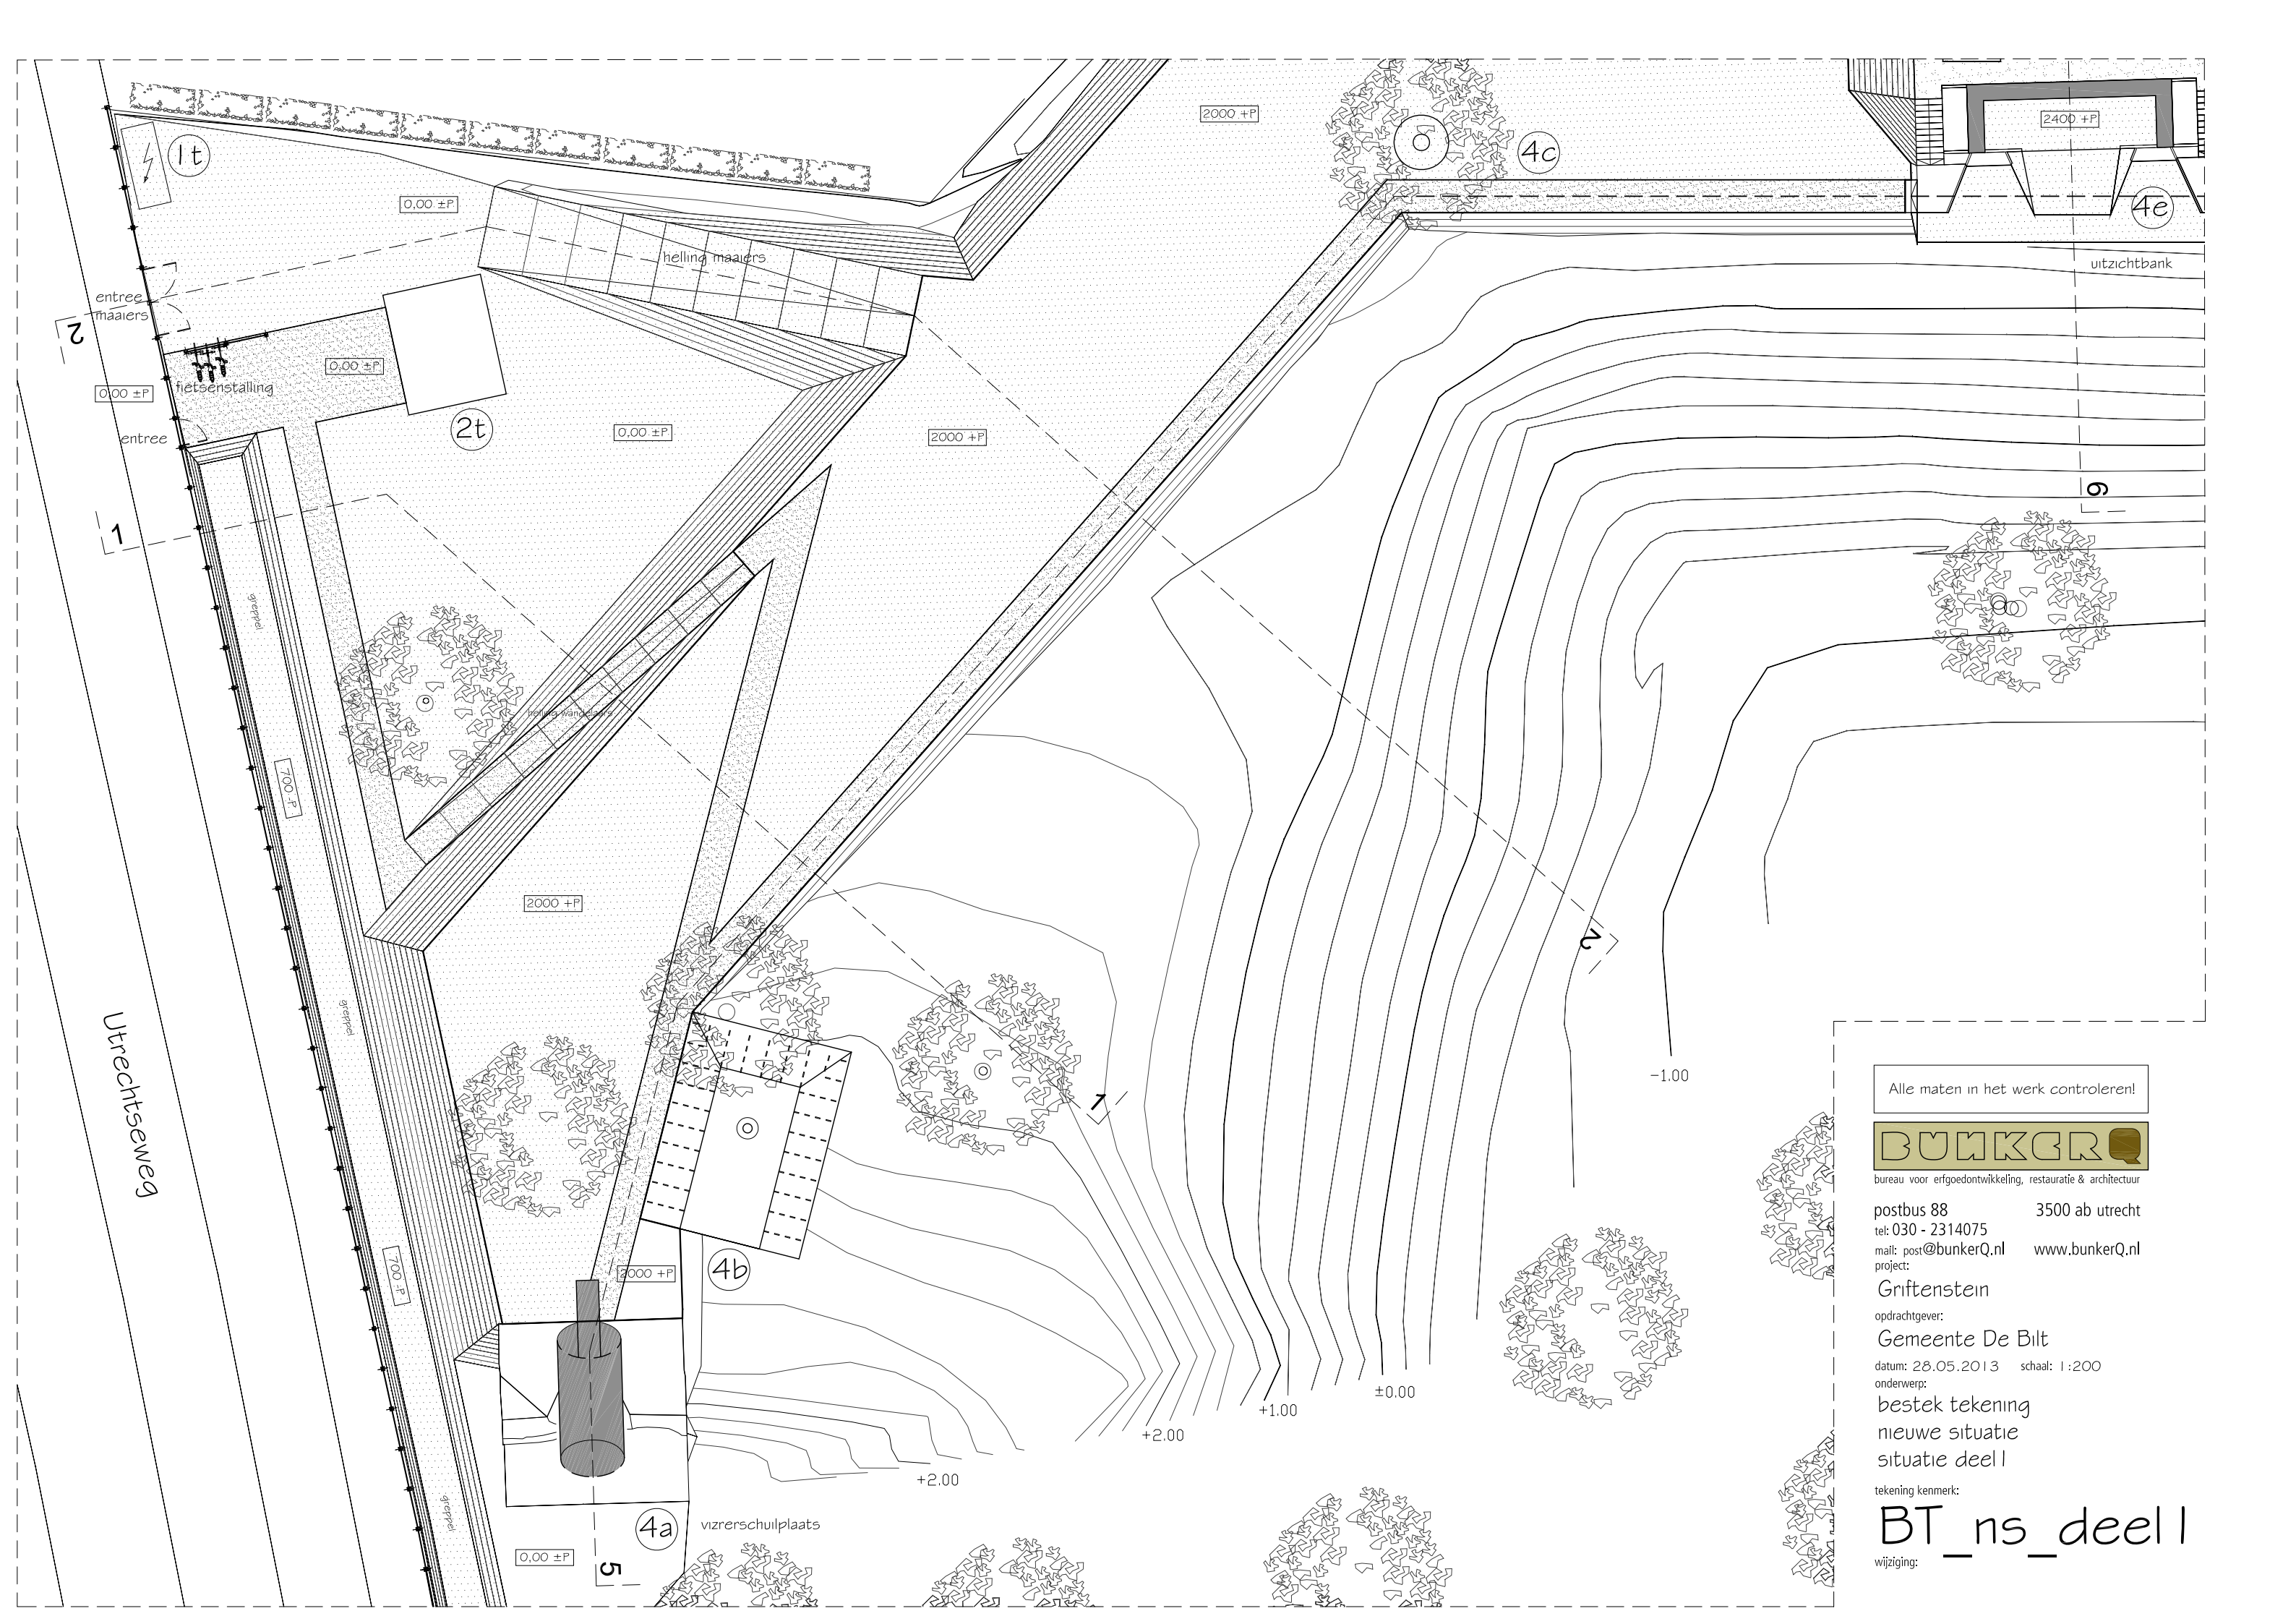 2000 +P
2400 +P
1t
4c
4e
0,00 ±P
helling maaiers
uitzichtbank
entree
maaiers
2
0,00 ±P
0,00 ±P
fietsenstalling
2t
entree
0,00 ±P
2000 +P
6
1
greppel
helling wandelaars
700 -P
2000 +P
2
greppel
Utrechtseweg
1
-1.00
700 -P
2000 +P
4b
±0.00
+1.00
+2.00
+2.00
greppel
4a
vizrerschuilplaats
0,00 ±P
5
Alle maten in het werk controleren!
BUNKERQ
bureau voor erfgoedontwikkeling, restauratie & architectuur
postbus 88 3500 ab utrecht
tel: 030 - 2314075
mail: post@bunkerQ.nl www.bunkerQ.nl
project:
Griftenstein
opdrachtgever:
Gemeente De Bilt
datum: 28.05.2013 schaal: 1:200
onderwerp:
bestek tekening
nieuwe situatie
situatie deel1
tekening kenmerk:
BT_ns_deel1
wijziging: